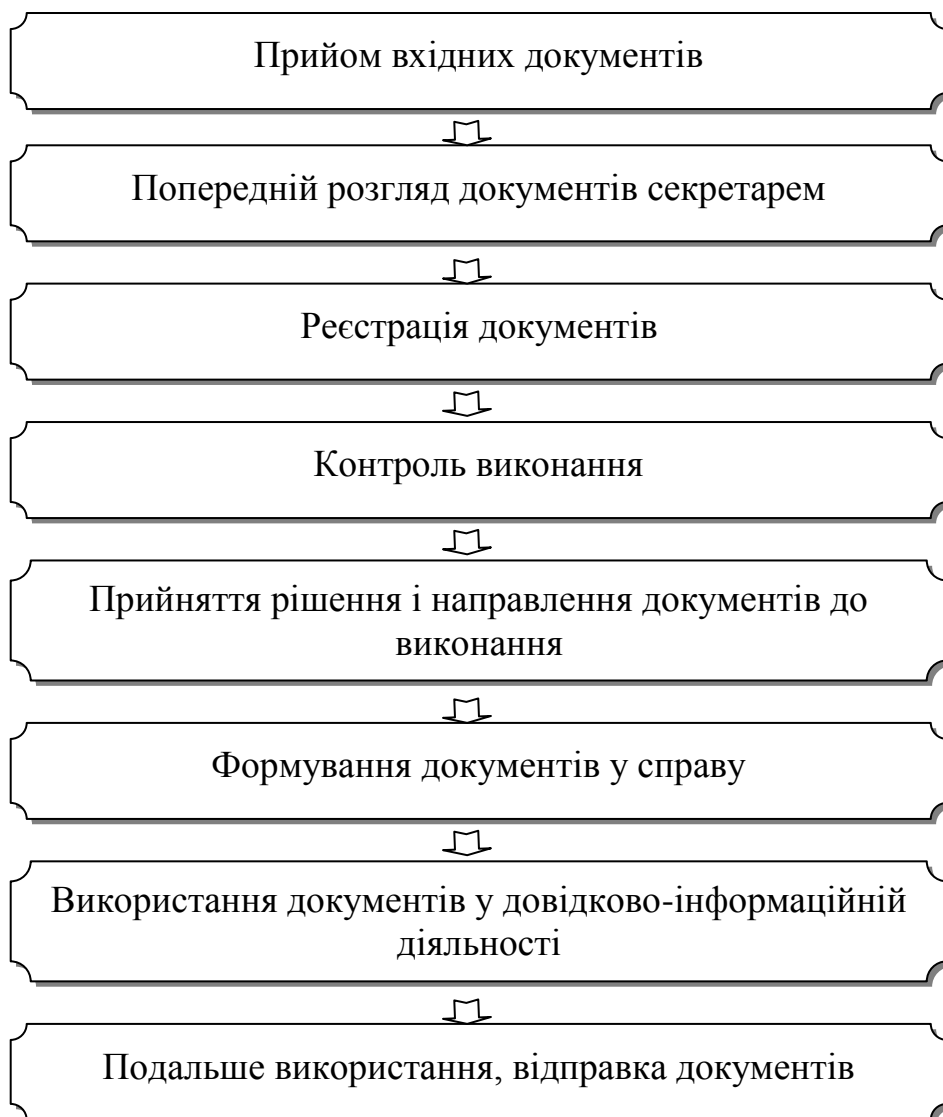 Прийом вхідних документів
Попередній розгляд документів секретарем
Реєстрація документів
Контроль виконання
Прийняття рішення і направлення документів до
виконання
Формування документів у справу
Використання документів у довідково-інформаційній
діяльності
Подальше використання, відправка документів